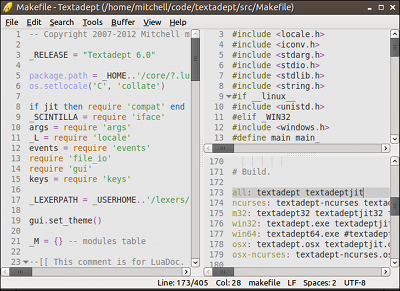 Makefile - Textadept (/home/mitchell/code/textadept/src/Makefile)
File Edit Search Tools Buffer View Help
1 -- Copyright 2007-2012 Mitchell m
2
3 _RELEASE = "Textadept 6.0"
4
5 package.path = _HOME..'/core/?.lu
6 os.setlocale('C', 'collate')
7
8 if jit then require 'compat' end
9 _SCINTILLA = require 'iface'
10 args = require 'args'
11 _L = require 'locale'
12 events = require 'events'
13 require 'file_io'
14 require 'gui'
15 keys = require 'keys'
16
17 _LEXERPATH = _USERHOME..'/lexers/
18
19 gui.set_theme()
20
21 _M = {} -- modules table
22
23 --[[ This comment is for LuaDoc.
3 #include <locale.h>
4 #include <iconv.h>
5 #include <stdarg.h>
6 #include <stdio.h>
7 #include <stdlib.h>
8 #include <string.h>
9 #if __linux__
10 #include <unistd.h>
11 #elif _WIN32
12 #include <windows.h>
13 #define main main_
170
171 # Build.
172
173 all: textadept textadeptjit
174 ncurses: textadept-ncurses textad
175 m32: textadept32 textadeptjit32 t
176 win32: textadept.exe textadeptjit
177 win64: textadept64.exe #textadept
178 osx: textadept.osx textadeptjit.o
179 osx-ncurses: textadept-ncurses.os
180
Line: 173/405 Col: 28 makefile LF Spaces: 2 UTF-8